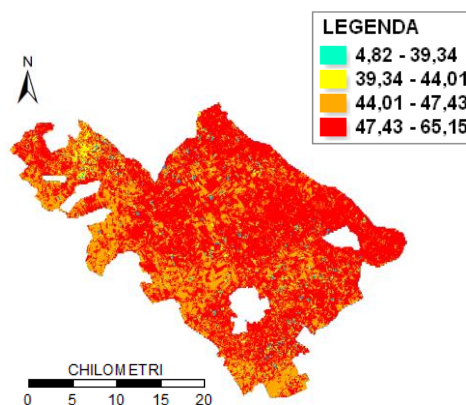 LEGENDA
4,82 - 39,34
39,34 - 44,01
44,01 - 47,43
47,43 - 65,15
N
CHILOMETRI
0 5 10 15 20